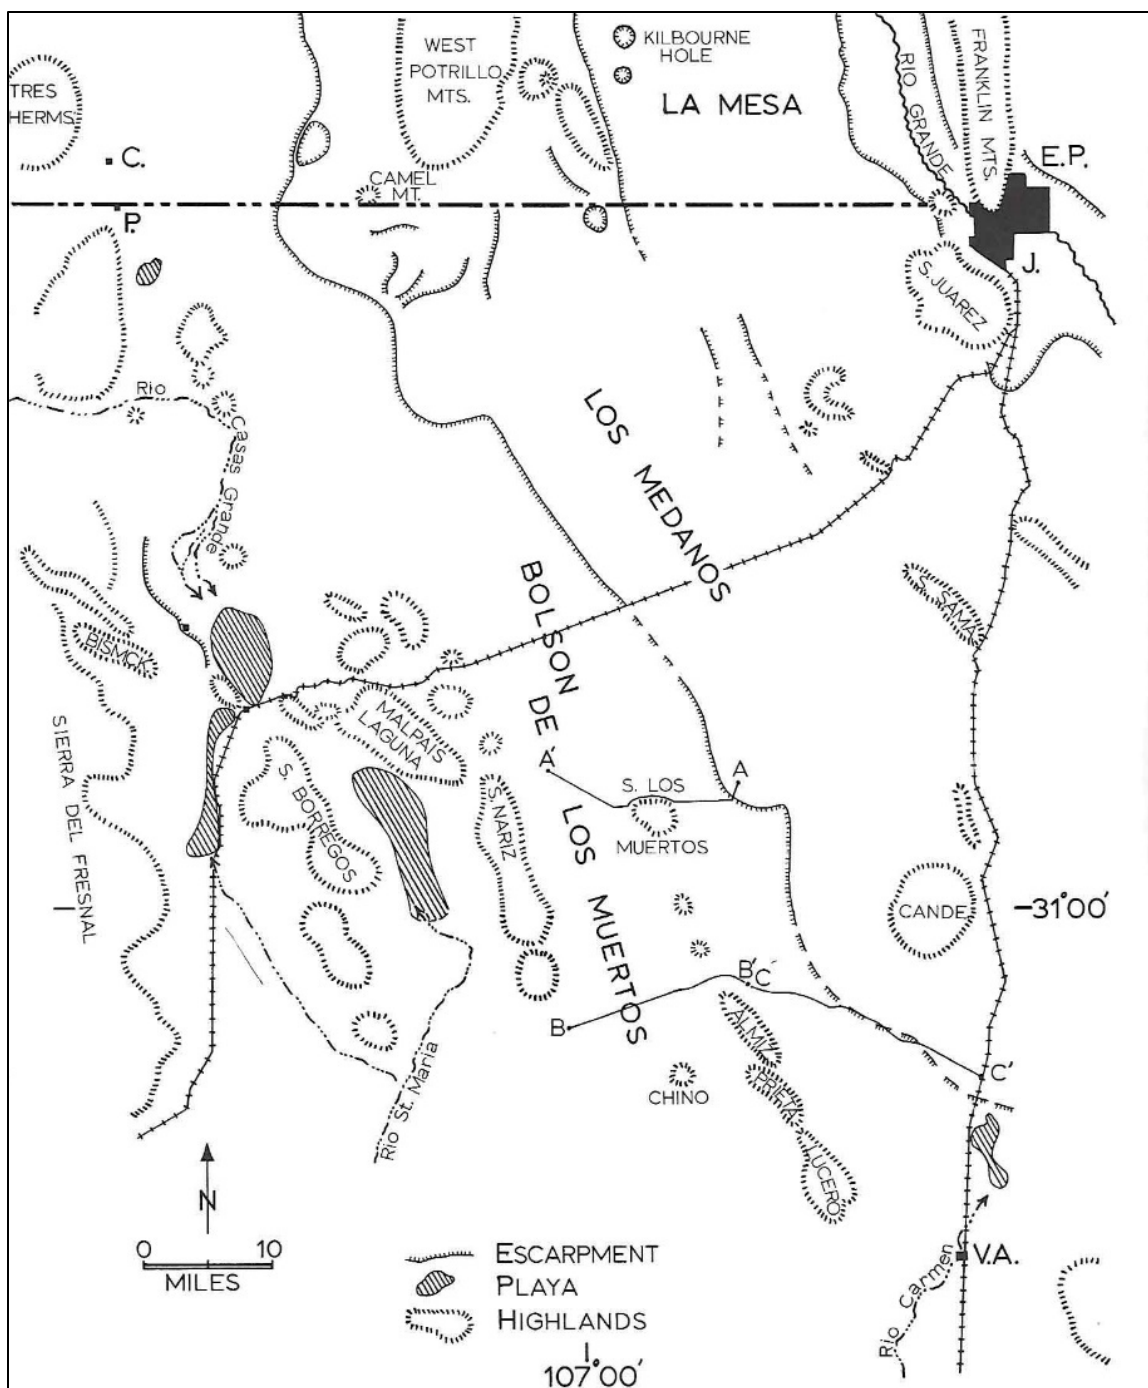 WEST
POTRILLO
MTS.
KILBOURNE
HOLE
LA MESA
RIO GRANDE
FRANKLIN MTS.
TRES
HERMS.
C.
E.P.
CAMEL
MT.
P.
J.
S. JUAREZ
Rio
Casas Grande
LOS MEDANOS
BOLSON DE
LOS MUERTOS
S. SAMA.
BISMCK.
SIERRA DEL FRESNAL
MALPAIS
LAGUNA
S.
BORREGOS
S. NARIZ
A'
A
S. LOS
MUERTOS
CANDE.
-31°00'
B'C
B
ALMIZ
PRIETA
LUCERO
CHINO
C'
Rio St. Maria
N
0 10
MILES
ESCARPMENT
PLAYA
HIGHLANDS
V.A.
Rio Carmen
107°00'